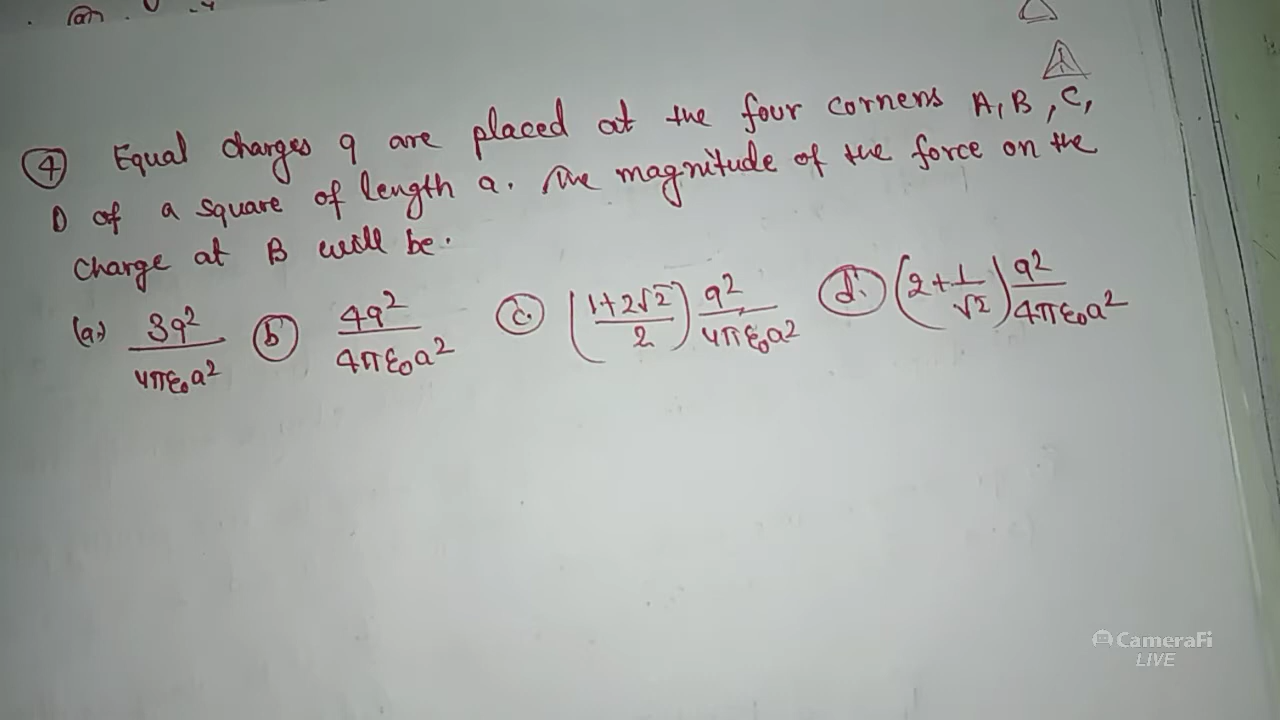 ④ Equal charges q are placed at the four corners A, B, C,
D of a square of length a. The magnitude of the force on the
charge at B will be.
(a) 3q²/4πε₀a² (b) 4q²/4πε₀a² (c.) ((1+2√2)/2) q²/4πε₀a² (d.) (2+1/√2) q²/4πε₀a²
CameraFi
LIVE